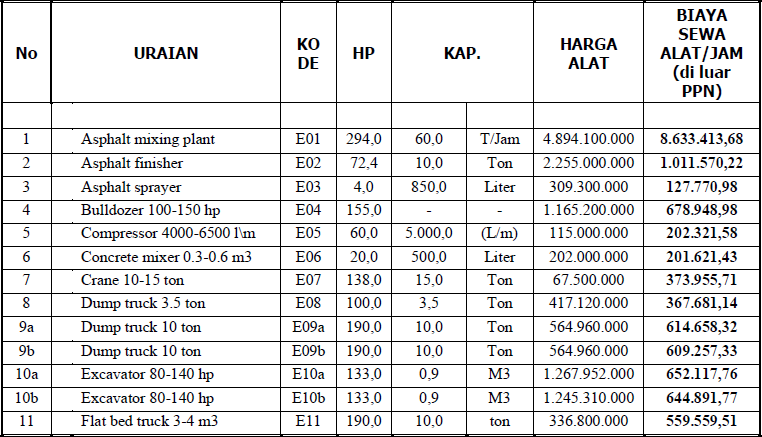 No URAIAN KO DE HP KAP. HARGA ALAT BIAYA SEWA ALAT/JAM (di luar PPN)
1 Asphalt mixing plant E01 294,0 60,0 T/Jam 4.894.100.000 8.633.413,68
2 Asphalt finisher E02 72,4 10,0 Ton 2.255.000.000 1.011.570,22
3 Asphalt sprayer E03 4,0 850,0 Liter 309.300.000 127.770,98
4 Bulldozer 100-150 hp E04 155,0 - - 1.165.200.000 678.948,98
5 Compressor 4000-6500 l\m E05 60,0 5.000,0 (L/m) 115.000.000 202.321,58
6 Concrete mixer 0.3-0.6 m3 E06 20,0 500,0 Liter 202.000.000 201.621,43
7 Crane 10-15 ton E07 138,0 15,0 Ton 67.500.000 373.955,71
8 Dump truck 3.5 ton E08 100,0 3,5 Ton 417.120.000 367.681,14
9a Dump truck 10 ton E09a 190,0 10,0 Ton 564.960.000 614.658,32
9b Dump truck 10 ton E09b 190,0 10,0 Ton 564.960.000 609.257,33
10a Excavator 80-140 hp E10a 133,0 0,9 M3 1.267.952.000 652.117,76
10b Excavator 80-140 hp E10b 133,0 0,9 M3 1.245.310.000 644.891,77
11 Flat bed truck 3-4 m3 E11 190,0 10,0 ton 336.800.000 559.559,51